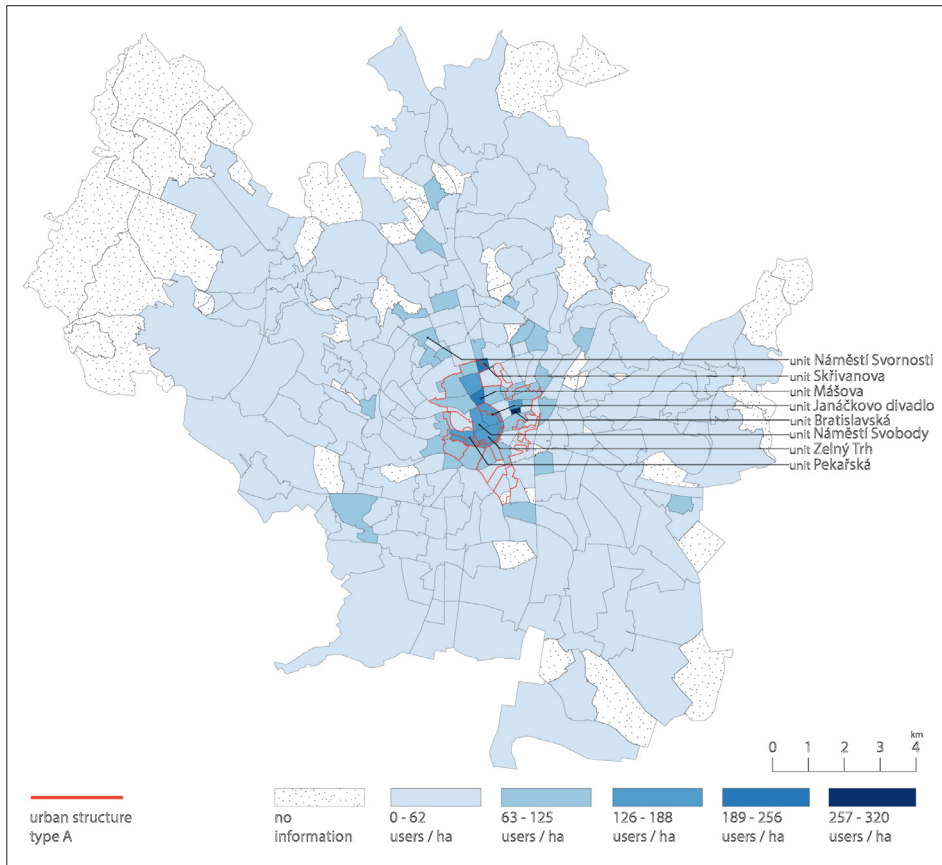 unit Náměstí Svornosti
unit Skřivanova
unit Mášova
unit Janáčkovo divadlo
unit Bratislavská
unit Náměstí Svobody
unit Zelný Trh
unit Pekařská
km
0 1 2 3 4
urban structure
type A
no
information
0 - 62
users / ha
63 - 125
users / ha
126 - 188
users / ha
189 - 256
users / ha
257 - 320
users / ha